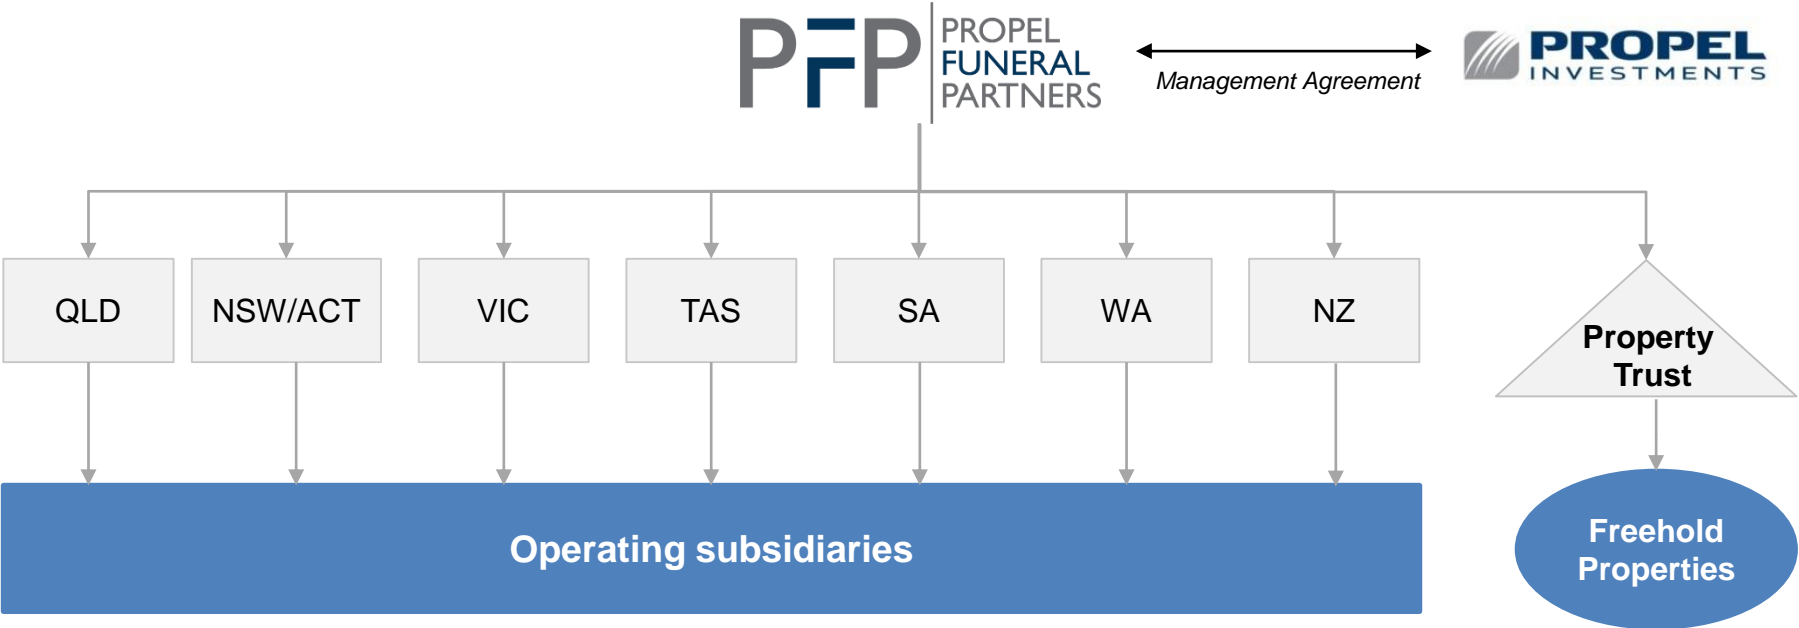 PFP
PROPEL
FUNERAL
PARTNERS
Management Agreement
PROPEL
INVESTMENTS
QLD
NSW/ACT
VIC
TAS
SA
WA
NZ
Property
Trust
Operating subsidiaries
Freehold
Properties